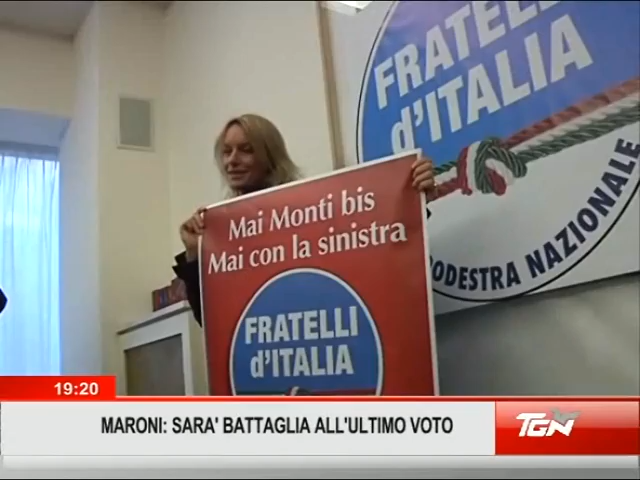 FRATELLI
d'ITALIA
ODESTRA NAZIONALE
Mai Monti bis
Mai con la sinistra
FRATELLI
d'ITALIA
19:20
MARONI: SARA' BATTAGLIA ALL'ULTIMO VOTO
TGN